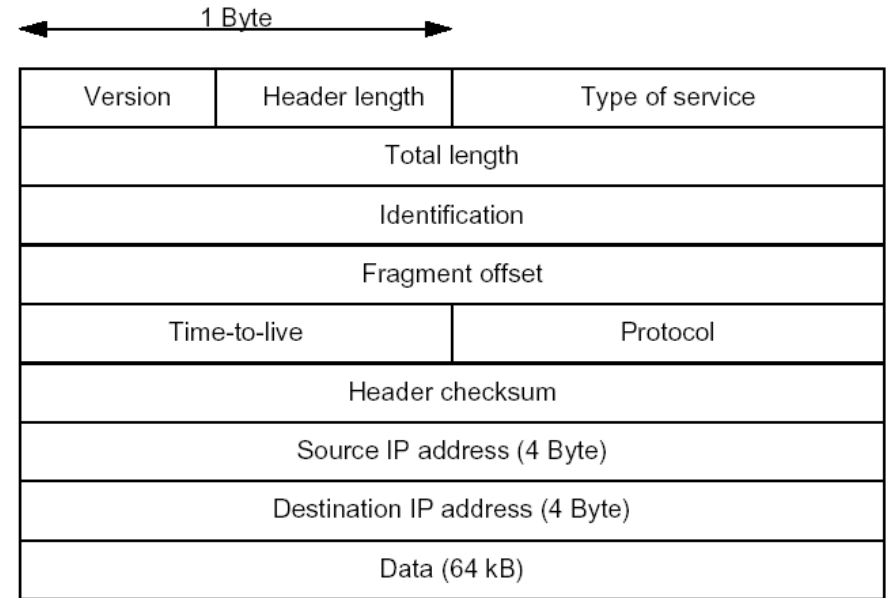 1 Byte
Version Header length Type of service
Total length
Identification
Fragment offset
Time-to-live Protocol
Header checksum
Source IP address (4 Byte)
Destination IP address (4 Byte)
Data (64 kB)